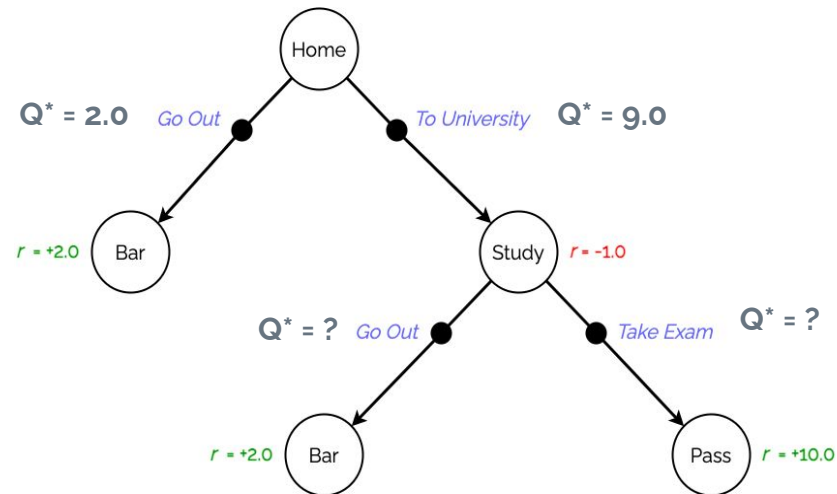 Home
Q* = 2.0 Go Out To University Q* = 9.0
r = +2.0 Bar Study r = -1.0
Q* = ? Go Out Take Exam Q* = ?
r = +2.0 Bar Pass r = +10.0